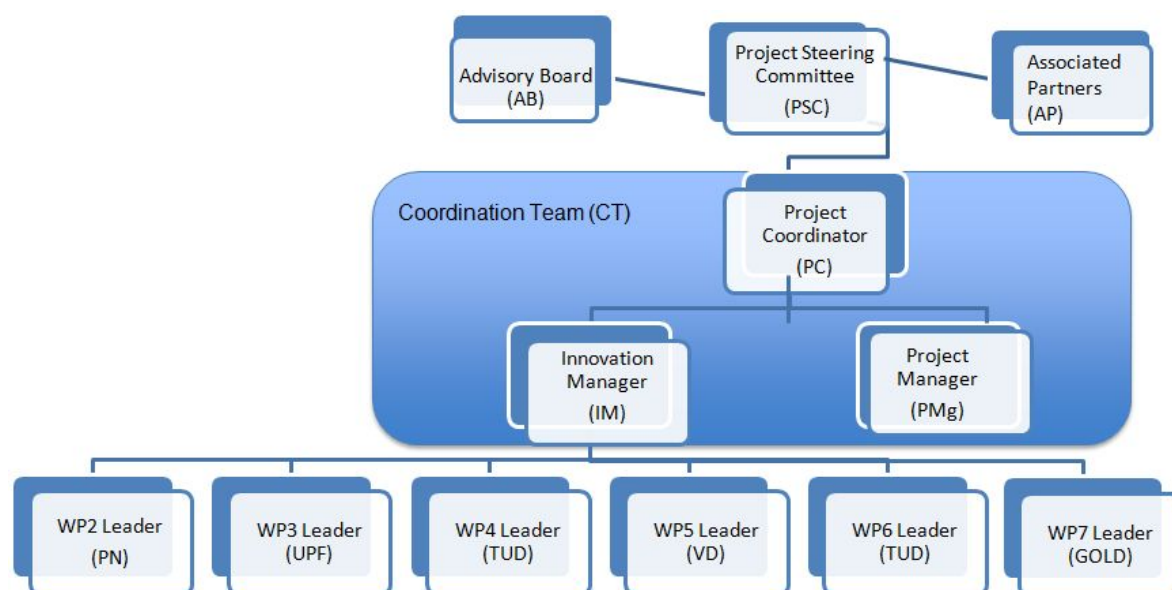 Advisory Board
(AB)
Project Steering
Committee
(PSC)
Associated
Partners
(AP)
Coordination Team (CT)
Project
Coordinator
(PC)
Innovation
Manager
(IM)
Project
Manager
(PMg)
WP2 Leader
(PN)
WP3 Leader
(UPF)
WP4 Leader
(TUD)
WP5 Leader
(VD)
WP6 Leader
(TUD)
WP7 Leader
(GOLD)